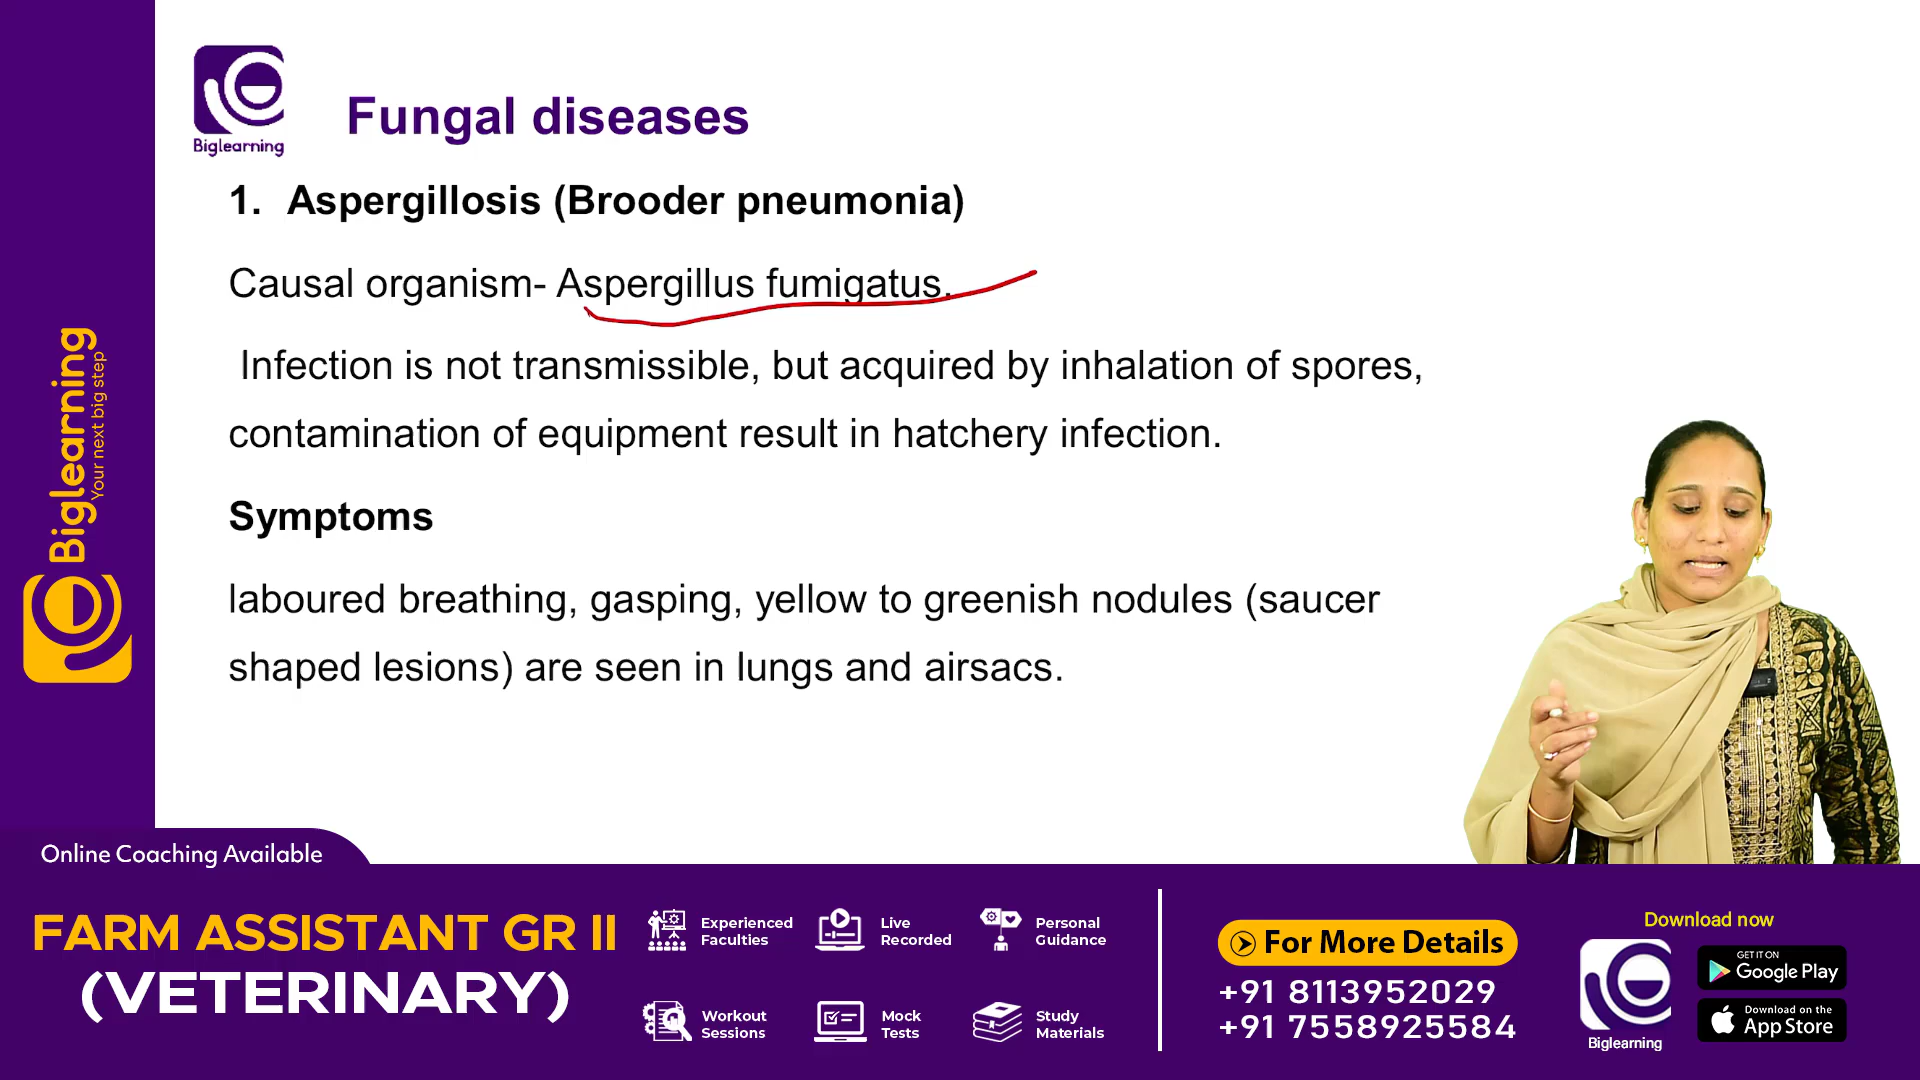 Biglearning
Fungal diseases
1. Aspergillosis (Brooder pneumonia)
Causal organism- Aspergillus fumigatus.
Infection is not transmissible, but acquired by inhalation of spores,
contamination of equipment result in hatchery infection.
Symptoms
laboured breathing, gasping, yellow to greenish nodules (saucer
shaped lesions) are seen in lungs and airsacs.
Biglearning
Your next big step
Online Coaching Available
FARM ASSISTANT GR II
(VETERINARY)
Experienced
Faculties
Live
Recorded
Personal
Guidance
Workout
Sessions
Mock
Tests
Study
Materials
For More Details
+91 8113952029
+91 7558925584
Download now
Biglearning
GET IT ON
Google Play
Download on the
App Store